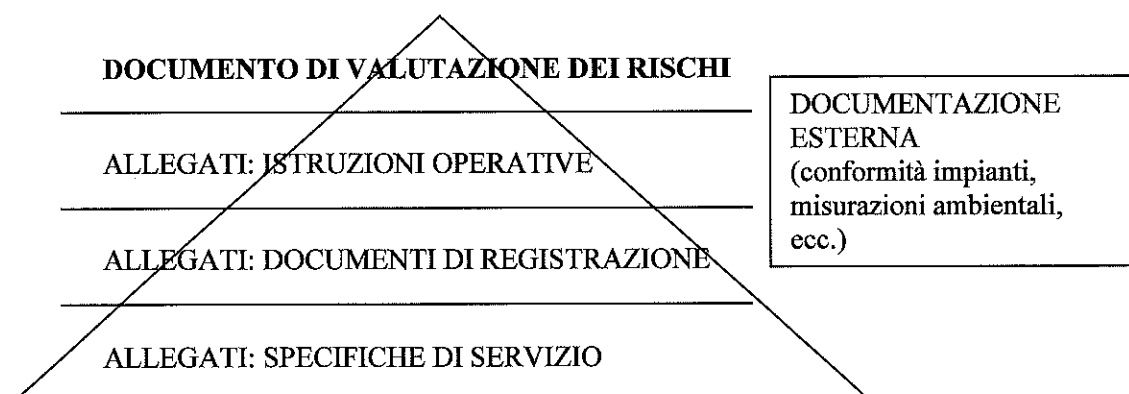 DOCUMENTO DI VALUTAZIONE DEI RISCHI
ALLEGATI: ISTRUZIONI OPERATIVE
ALLEGATI: DOCUMENTI DI REGISTRAZIONE
ALLEGATI: SPECIFICHE DI SERVIZIO
DOCUMENTAZIONE
ESTERNA
(conformità impianti,
misurazioni ambientali,
ecc.)